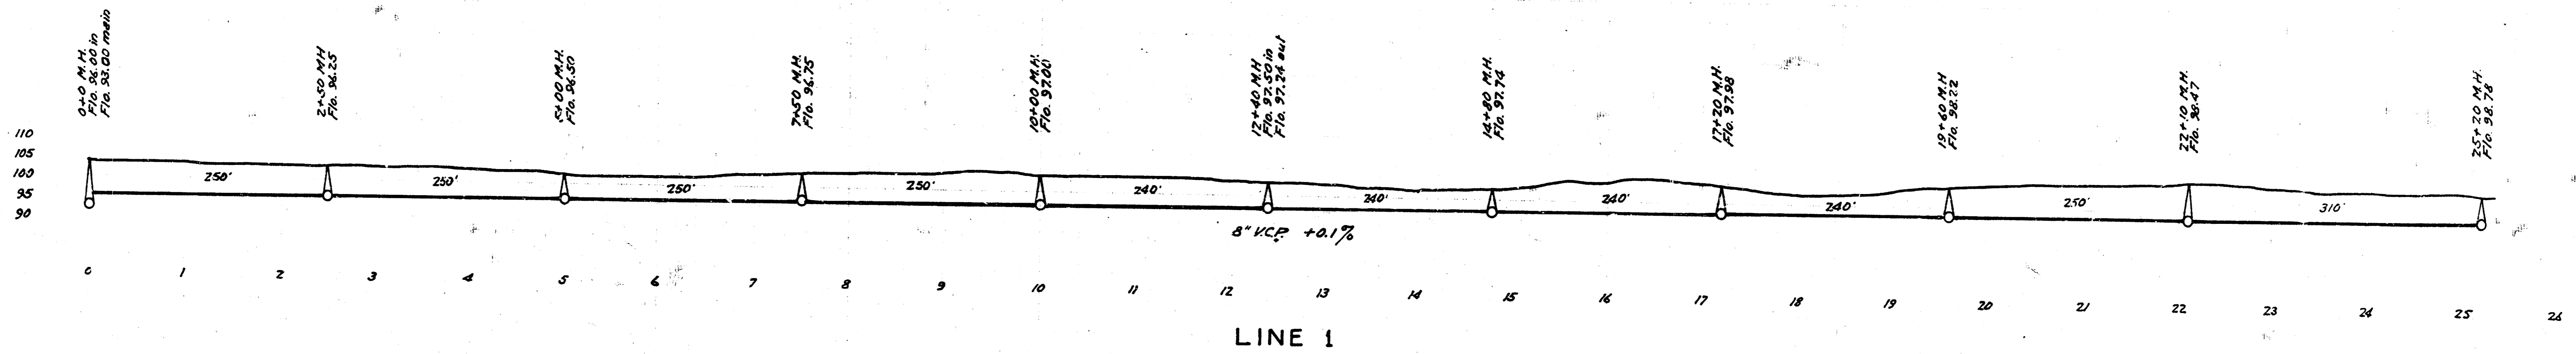 0+0 M.H.
Flo. 96.00 in
Flo. 93.00 main
2+50 MH
Flo. 96.25
5+00 M.H.
Flo. 96.50
7+50 M.H.
Flo. 96.75
10+00 M.H.
Flo. 97.00
12+40 M.H
Flo. 97.50 in
Flo. 97.24 out
14+80 M.H.
Flo. 97.74
17+20 M.H.
Flo. 97.98
19+60 M.H
Flo. 98.22
22+10 M.H.
Flo. 98.47
25+20 M.H.
Flo. 98.78
110
105
100
95
90
250'
250'
250'
250'
240'
240'
240'
240'
250'
310'
8" V.C.P. +0.1%
0 1 2 3 4 5 6 7 8 9 10 11 12 13 14 15 16 17 18 19 20 21 22 23 24 25 26
LINE 1